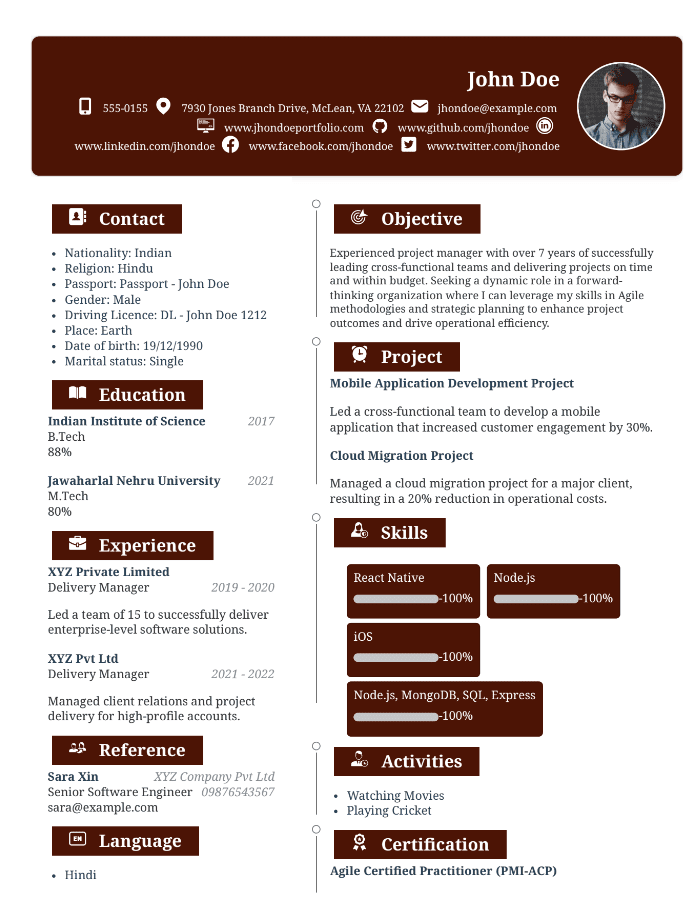 John Doe
555-0155 7930 Jones Branch Drive, McLean, VA 22102 jhondoe@example.com
www.jhondoeportfolio.com www.github.com/jhondoe
www.linkedin.com/jhondoe www.facebook.com/jhondoe www.twitter.com/jhondoe
Contact
• Nationality: Indian
• Religion: Hindu
• Passport: Passport - John Doe
• Gender: Male
• Driving Licence: DL - John Doe 1212
• Place: Earth
• Date of birth: 19/12/1990
• Marital status: Single
Education
Indian Institute of Science 2017
B.Tech
88%
Jawaharlal Nehru University 2021
M.Tech
80%
Experience
XYZ Private Limited
Delivery Manager 2019 - 2020
Led a team of 15 to successfully deliver
enterprise-level software solutions.
XYZ Pvt Ltd
Delivery Manager 2021 - 2022
Managed client relations and project
delivery for high-profile accounts.
Reference
Sara Xin XYZ Company Pvt Ltd
Senior Software Engineer 09876543567
sara@example.com
EN Language
• Hindi
Objective
Experienced project manager with over 7 years of successfully
leading cross-functional teams and delivering projects on time
and within budget. Seeking a dynamic role in a forward-
thinking organization where I can leverage my skills in Agile
methodologies and strategic planning to enhance project
outcomes and drive operational efficiency.
Project
Mobile Application Development Project
Led a cross-functional team to develop a mobile
application that increased customer engagement by 30%.
Cloud Migration Project
Managed a cloud migration project for a major client,
resulting in a 20% reduction in operational costs.
Skills
React Native Node.js
-100% -100%
iOS
-100%
Node.js, MongoDB, SQL, Express
-100%
Activities
• Watching Movies
• Playing Cricket
Certification
Agile Certified Practitioner (PMI-ACP)